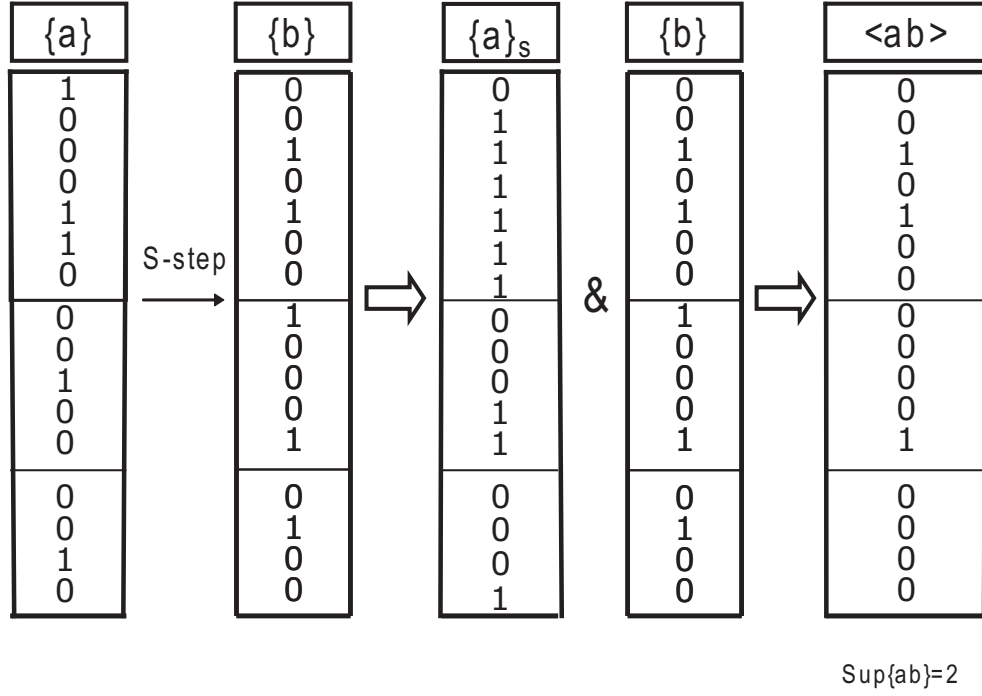 {a} {b} {a}s {b} <ab>
1 0 0 0 0
0 0 1 0 0
0 1 1 1 1
0 0 1 0 0
1 1 1 1 1
1 0 1 0 0
0 0 1 0 0
S-step
&
0 1 0 1 0
0 0 0 0 0
1 0 0 0 0
0 0 1 0 0
0 1 1 1 1
0 0 0 0 0
0 1 0 1 0
1 0 0 0 0
0 0 1 0 0
Sup{ab}=2